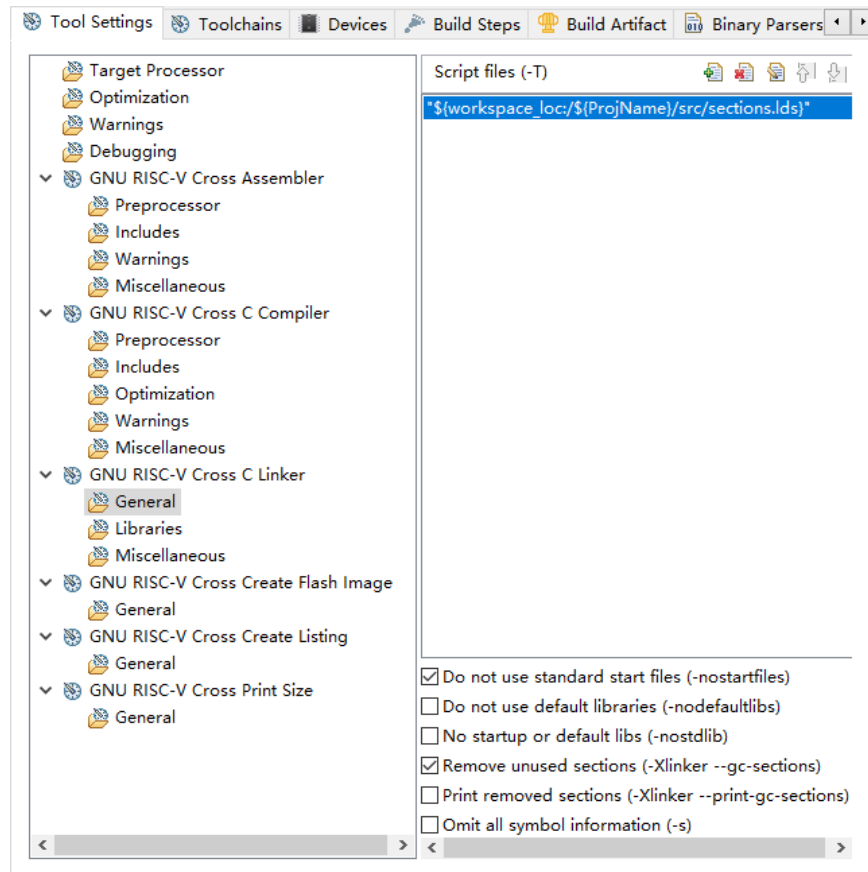 Tool Settings Toolchains Devices Build Steps Build Artifact Binary Parsers
Target Processor
Optimization
Warnings
Debugging
GNU RISC-V Cross Assembler
Preprocessor
Includes
Warnings
Miscellaneous
GNU RISC-V Cross C Compiler
Preprocessor
Includes
Optimization
Warnings
Miscellaneous
GNU RISC-V Cross C Linker
General
Libraries
Miscellaneous
GNU RISC-V Cross Create Flash Image
General
GNU RISC-V Cross Create Listing
General
GNU RISC-V Cross Print Size
General
Script files (-T)
"${workspace_loc:/${ProjName}/src/sections.lds}"
Do not use standard start files (-nostartfiles)
Do not use default libraries (-nodefaultlibs)
No startup or default libs (-nostdlib)
Remove unused sections (-Xlinker --gc-sections)
Print removed sections (-Xlinker --print-gc-sections)
Omit all symbol information (-s)